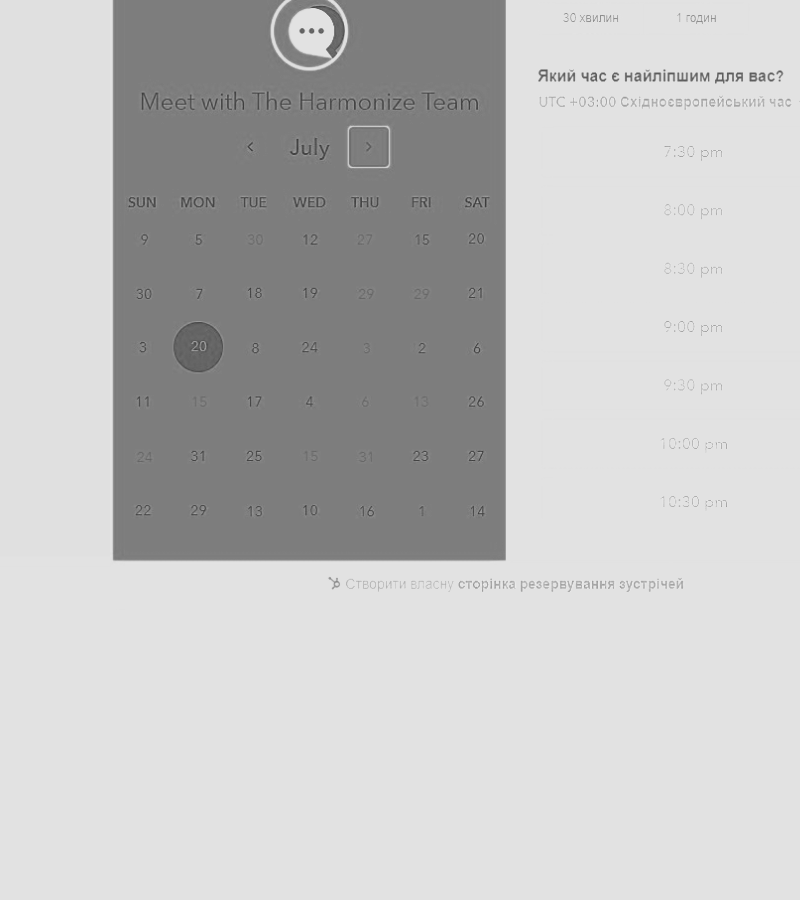 30 хвилин 1 годин
Meet with The Harmonize Team
July
SUN MON TUE WED THU FRI SAT
9 5 30 12 27 15 20
30 7 18 19 29 29 21
3 20 8 24 3 2 6
11 15 17 4 6 13 26
24 31 25 15 31 23 27
22 29 13 10 16 1 14
Який час є найліпшим для вас?
UTC +03:00 Східноєвропейський час
7:30 pm
8:00 pm
8:30 pm
9:00 pm
9:30 pm
10:00 pm
10:30 pm
Створити власну сторінка резервування зустрічей